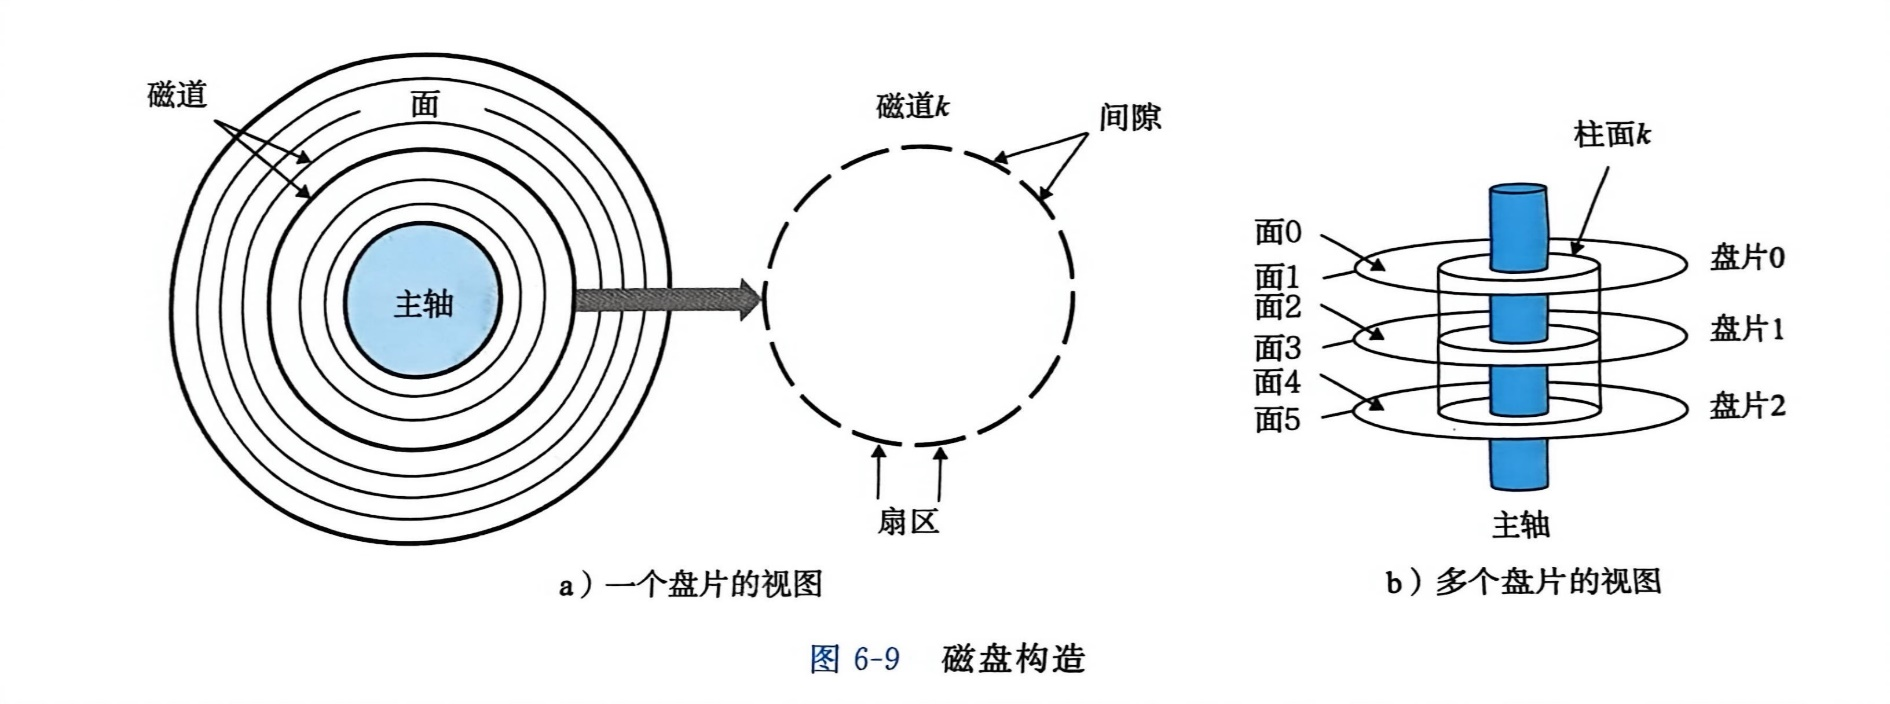 磁道
面
主轴
磁道k
间隙
扇区
a）一个盘片的视图
柱面k
面0
面1
面2
面3
面4
面5
盘片0
盘片1
盘片2
主轴
b）多个盘片的视图
图 6-9 磁盘构造